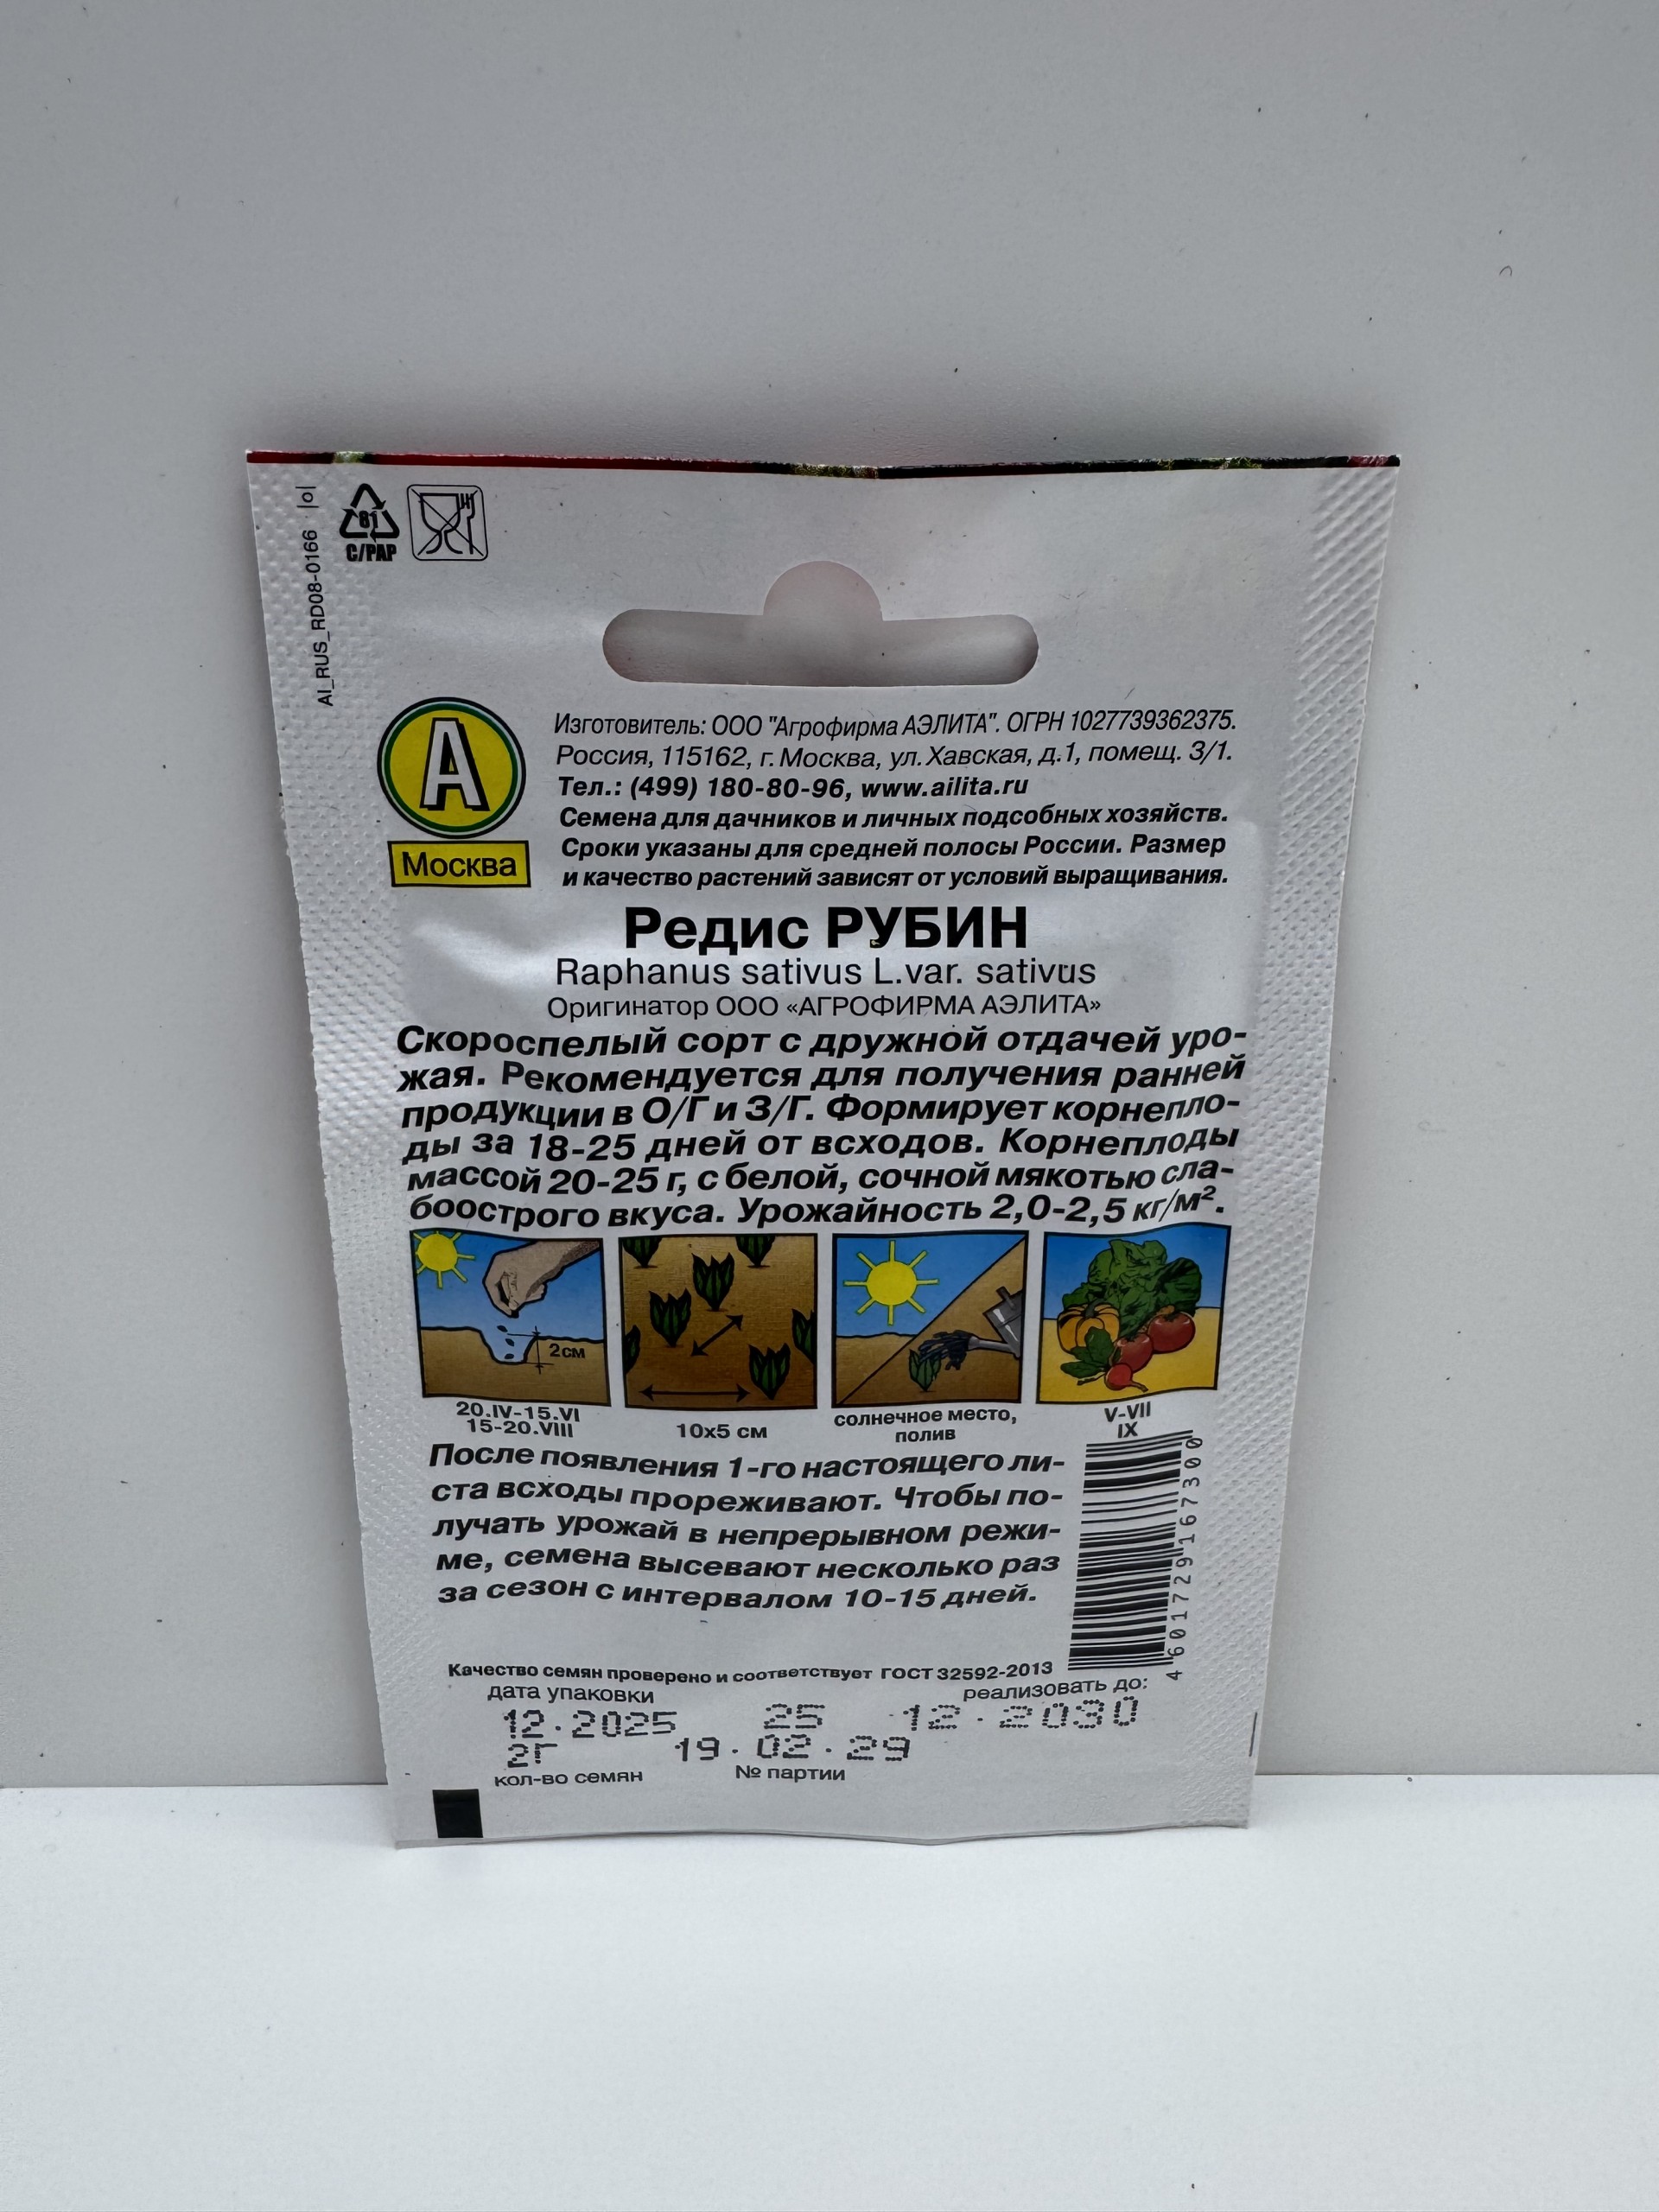 AI_RUS_RD08-0166 |o|
81
C/PAP
А
Москва
Изготовитель: ООО "Агрофирма АЭЛИТА". ОГРН 1027739362375.
Россия, 115162, г. Москва, ул. Хавская, д.1, помещ. 3/1.
Тел.: (499) 180-80-96, www.ailita.ru
Семена для дачников и личных подсобных хозяйств.
Сроки указаны для средней полосы России. Размер
и качество растений зависят от условий выращивания.
Редис РУБИН
Raphanus sativus L.var. sativus
Оригинатор ООО «АГРОФИРМА АЭЛИТА»
Скороспелый сорт с дружной отдачей уро-
жая. Рекомендуется для получения ранней
продукции в О/Г и З/Г. Формирует корнепло-
ды за 18-25 дней от всходов. Корнеплоды
массой 20-25 г, с белой, сочной мякотью сла-
боострого вкуса. Урожайность 2,0-2,5 кг/м².
2см
20.IV-15.VI
15-20.VIII
10х5 см
солнечное место,
полив
V-VII
IX
После появления 1-го настоящего ли-
ста всходы прореживают. Чтобы по-
лучать урожай в непрерывном режи-
ме, семена высевают несколько раз
за сезон с интервалом 10-15 дней.
4601729167300
Качество семян проверено и соответствует ГОСТ 32592-2013
дата упаковки
реализовать до:
12.2025 25 12.2030
2Г 19.02.29
кол-во семян
№ партии